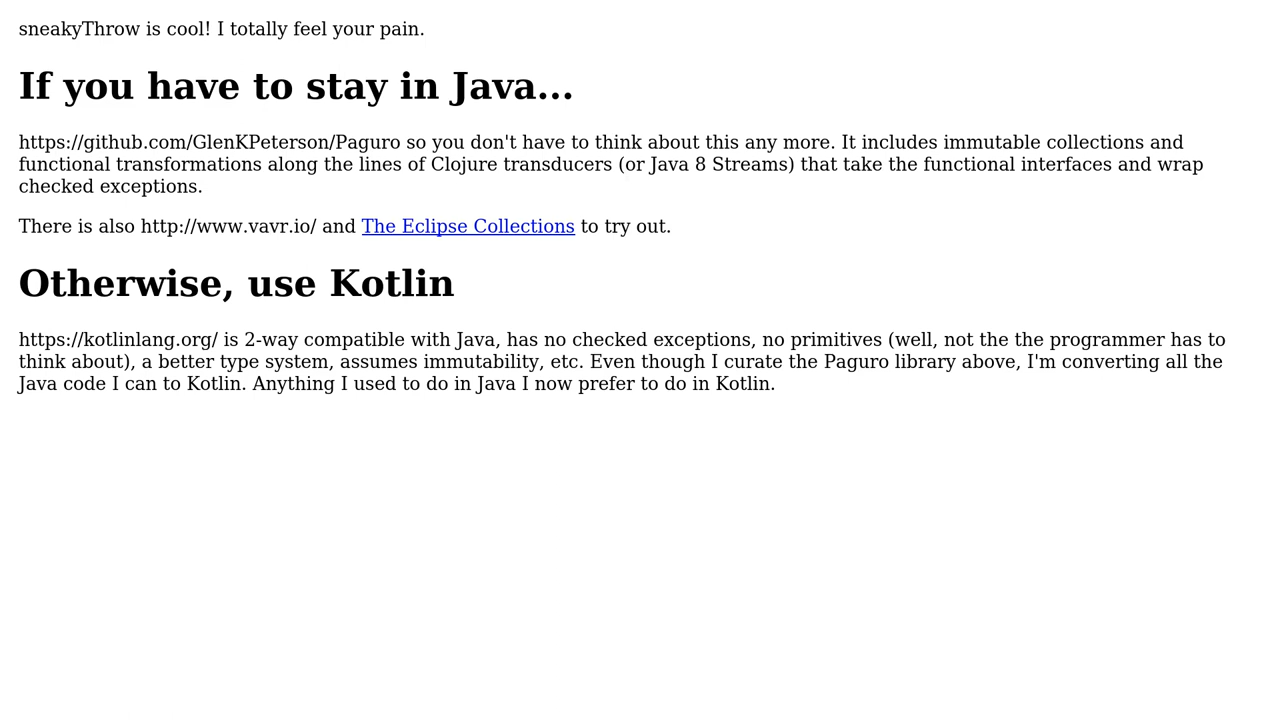 sneakyThrow is cool! I totally feel your pain.
If you have to stay in Java...
https://github.com/GlenKPeterson/Paguro so you don't have to think about this any more. It includes immutable collections and
functional transformations along the lines of Clojure transducers (or Java 8 Streams) that take the functional interfaces and wrap
checked exceptions.
There is also http://www.vavr.io/ and The Eclipse Collections to try out.
Otherwise, use Kotlin
https://kotlinlang.org/ is 2-way compatible with Java, has no checked exceptions, no primitives (well, not the the programmer has to
think about), a better type system, assumes immutability, etc. Even though I curate the Paguro library above, I'm converting all the
Java code I can to Kotlin. Anything I used to do in Java I now prefer to do in Kotlin.